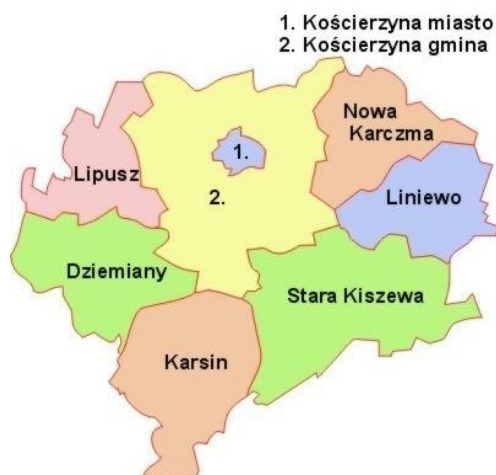 1. Kościerzyna miasto
2. Kościerzyna gmina
Nowa
Karczma
1.
Lipusz
2.
Liniewo
Dziemiany
Stara Kiszewa
Karsin